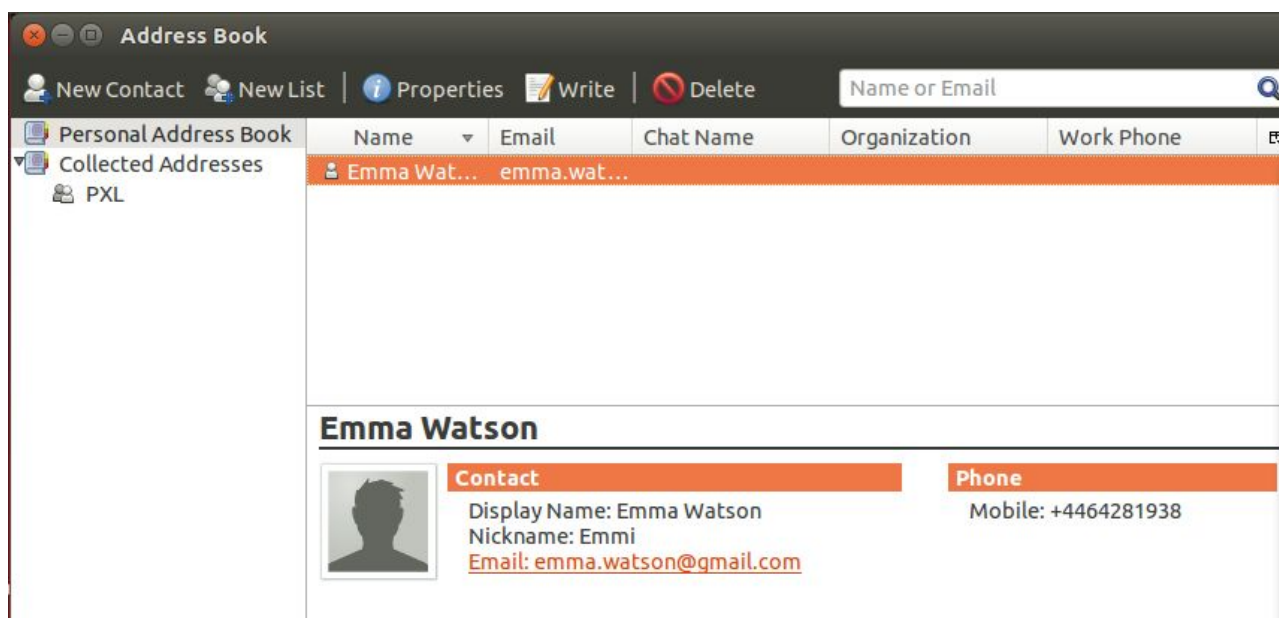 Address Book
New Contact New List Properties Write Delete Name or Email
Personal Address Book
Collected Addresses
PXL
Name Email Chat Name Organization Work Phone
Emma Wat... emma.wat...
Emma Watson
Contact
Display Name: Emma Watson
Nickname: Emmi
Email: emma.watson@gmail.com
Phone
Mobile: +4464281938